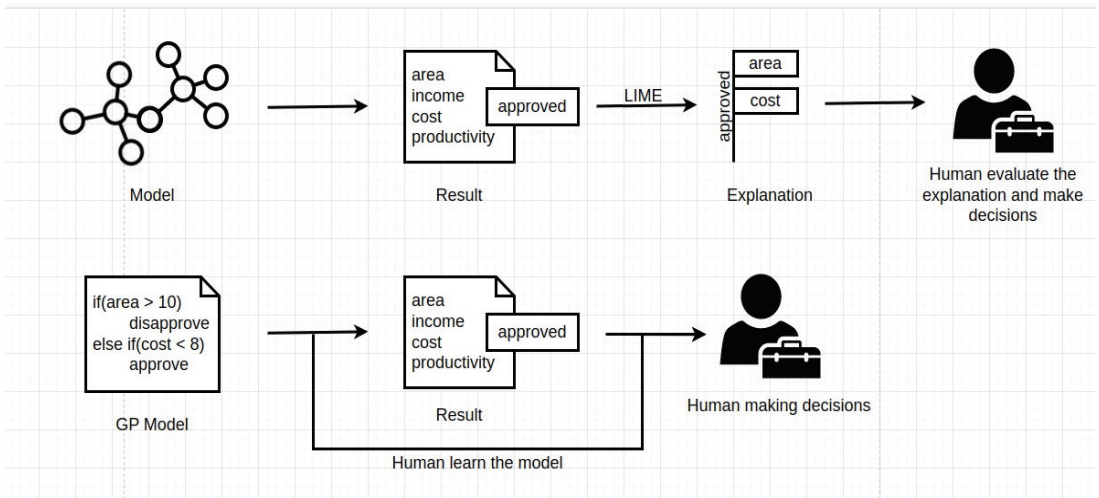 area
income
cost
productivity
approved
LIME
approved
area
cost
Model
Result
Explanation
Human evaluate the
explanation and make
decisions
if(area > 10)
disapprove
else if(cost < 8)
approve
area
income
cost
productivity
approved
GP Model
Result
Human making decisions
Human learn the model